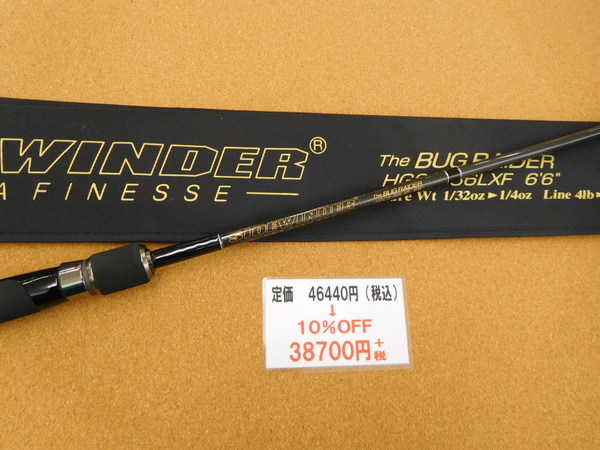 WINDER®
A FINESSE
The BUG RAIDER
66LXF 6'6"
Wt 1/32oz▸1/4oz Line 4lb
SIDEWINDER The BUG RAIDER
定価 46440円(税込)
↓
10%OFF
38700円+税